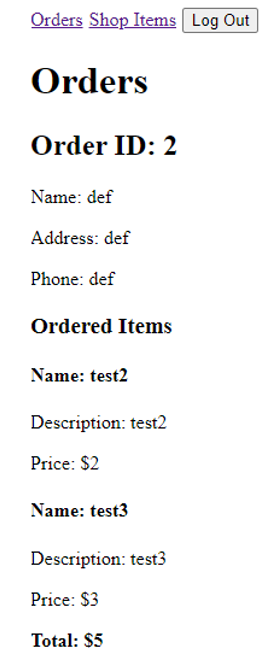 Orders Shop Items Log Out
Orders
Order ID: 2
Name: def
Address: def
Phone: def
Ordered Items
Name: test2
Description: test2
Price: $2
Name: test3
Description: test3
Price: $3
Total: $5